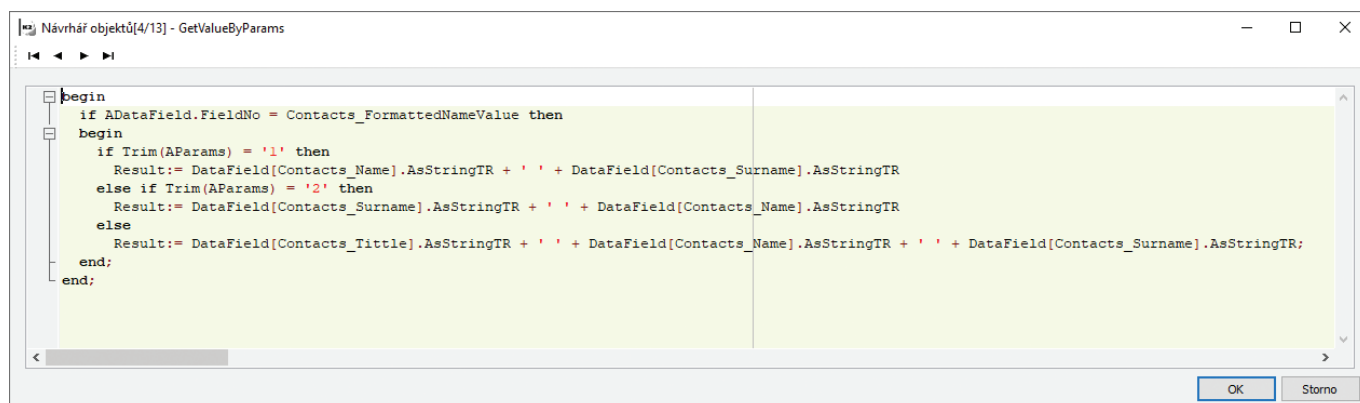 Návrhář objektů[4/13] - GetValueByParams
begin
if ADataField.FieldNo = Contacts_FormattedNameValue then
begin
if Trim(AParams) = '1' then
Result:= DataField[Contacts_Name].AsStringTR + ' ' + DataField[Contacts_Surname].AsStringTR
else if Trim(AParams) = '2' then
Result:= DataField[Contacts_Surname].AsStringTR + ' ' + DataField[Contacts_Name].AsStringTR
else
Result:= DataField[Contacts_Tittle].AsStringTR + ' ' + DataField[Contacts_Name].AsStringTR + ' ' + DataField[Contacts_Surname].AsStringTR;
end;
end;
OK Storno